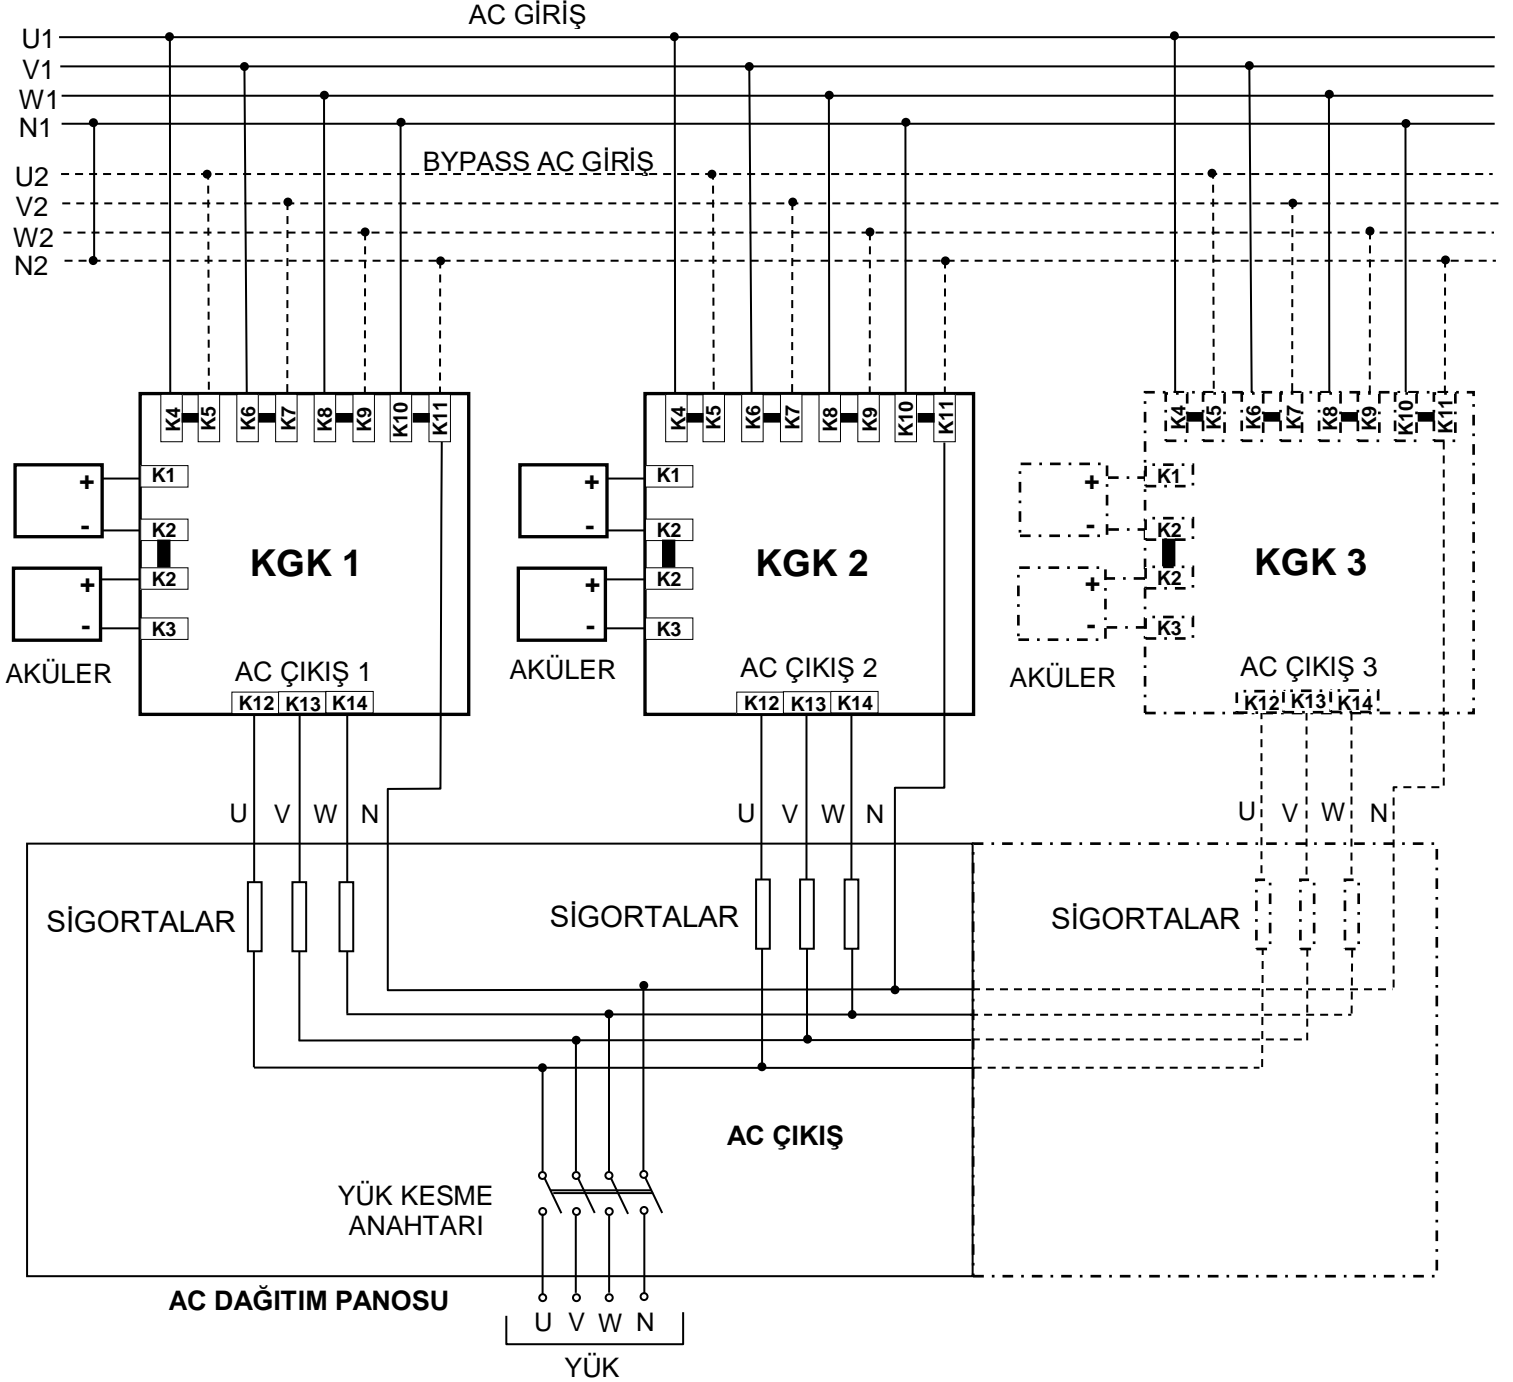 AC GİRİŞ
U1
V1
W1
N1
BYPASS AC GİRİŞ
U2
V2
W2
N2
K4 K5 K6 K7 K8 K9 K10 K11
K4 K5 K6 K7 K8 K9 K10 K11
K4 K5 K6 K7 K8 K9 K10 K11
+ K1
- K2
KGK 1
+ K2
- K3
AKÜLER
AC ÇIKIŞ 1
K12 K13 K14
+ K1
- K2
KGK 2
+ K2
- K3
AKÜLER
AC ÇIKIŞ 2
K12 K13 K14
+ K1
- K2
KGK 3
+ K2
- K3
AKÜLER
AC ÇIKIŞ 3
K12 K13 K14
U V W N
U V W N
U V W N
SİGORTALAR
SİGORTALAR
SİGORTALAR
AC ÇIKIŞ
YÜK KESME
ANAHTARI
AC DAĞITIM PANOSU
U V W N
YÜK